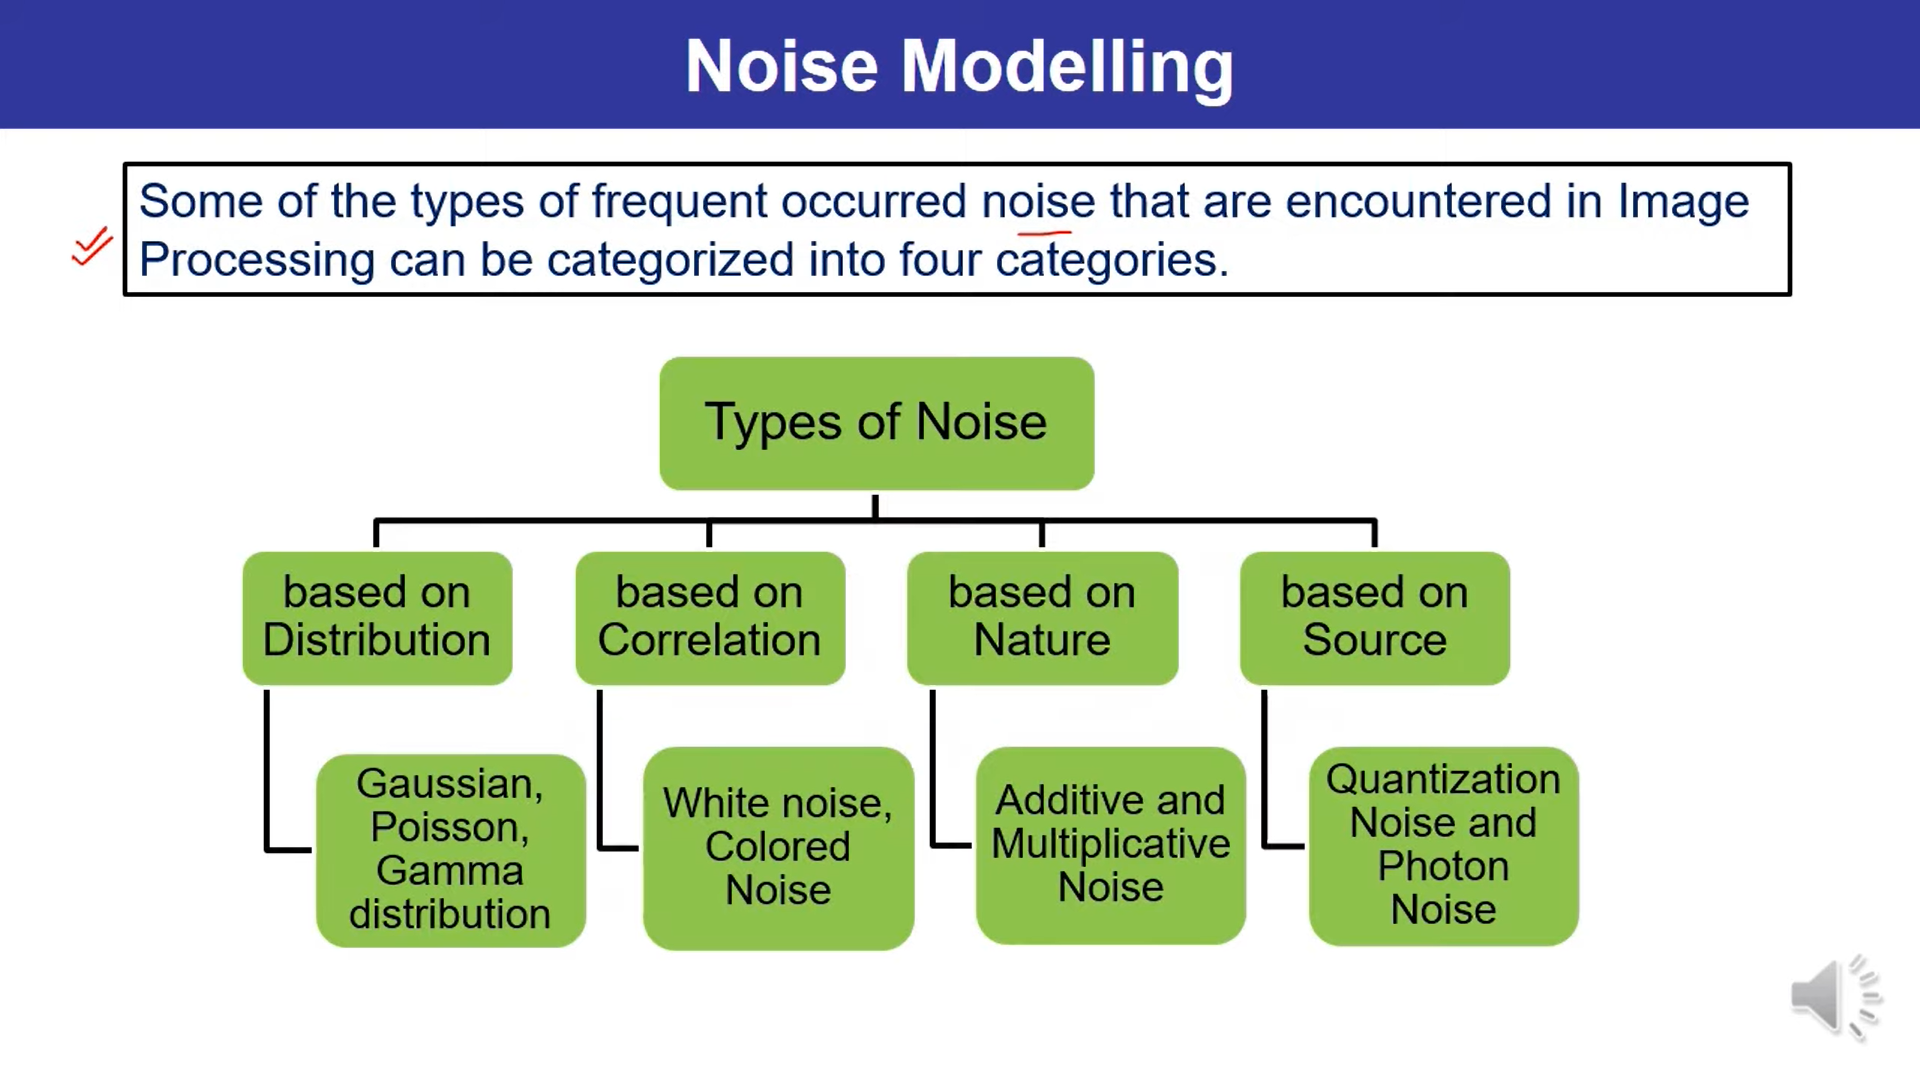 Noise Modelling
Some of the types of frequent occurred noise that are encountered in Image
Processing can be categorized into four categories.
Types of Noise
based on
Distribution
based on
Correlation
based on
Nature
based on
Source
Gaussian,
Poisson,
Gamma
distribution
White noise,
Colored
Noise
Additive and
Multiplicative
Noise
Quantization
Noise and
Photon
Noise